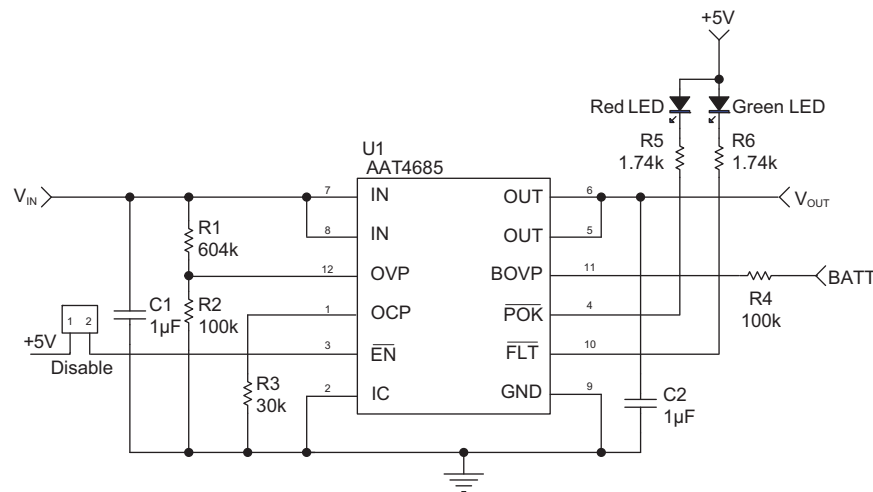 +5V
Red LED
Green LED
R5
1.74k
R6
1.74k
U1
AAT4685
VIN
7
IN
OUT
6
VOUT
R1
604k
8
IN
OUT
5
12
OVP
BOVP
11
BATT
R4
100k
1 2
C1
1µF
R2
100k
1
OCP
POK
4
+5V
Disable
3
EN
FLT
10
R3
30k
2
IC
GND
9
C2
1µF